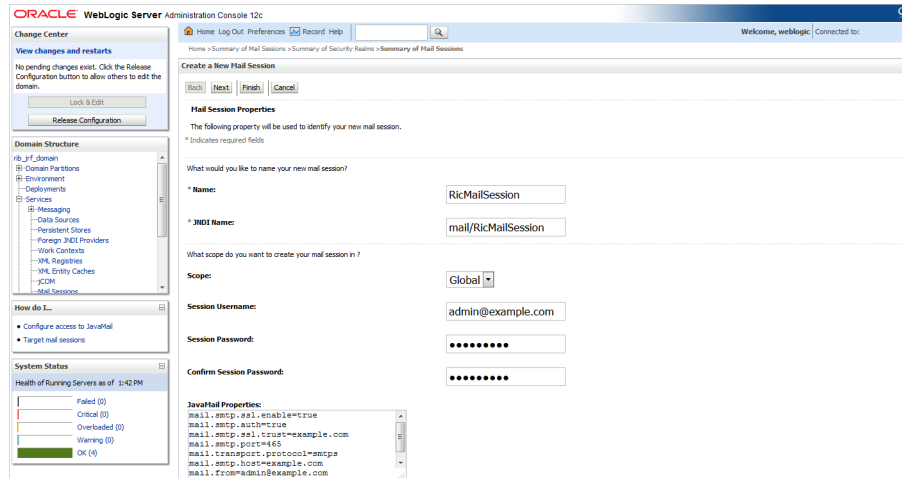 ORACLE WebLogic Server Administration Console 12c
Change Center
View changes and restarts
No pending changes exist. Click the Release
Configuration button to allow others to edit the
domain.
Lock & Edit
Release Configuration
Domain Structure
rib_jrf_domain
Domain Partitions
Environment
Deployments
Services
Messaging
Data Sources
Persistent Stores
Foreign JNDI Providers
Work Contexts
XML Registries
XML Entity Caches
jCOM
Mail Sessions
How do I...
Configure access to JavaMail
Target mail sessions
System Status
Health of Running Servers as of 1:42 PM
Failed (0)
Critical (0)
Overloaded (0)
Warning (0)
OK (4)
Home Log Out Preferences Record Help
Welcome, weblogic Connected to:
Home >Summary of Mail Sessions >Summary of Security Realms >Summary of Mail Sessions
Create a New Mail Session
Back Next Finish Cancel
Mail Session Properties
The following property will be used to identify your new mail session.
* Indicates required fields
What would you like to name your new mail session?
* Name: RicMailSession
* JNDI Name: mail/RicMailSession
What scope do you want to create your mail session in ?
Scope: Global
Session Username: admin@example.com
Session Password: ●●●●●●●●●
Confirm Session Password: ●●●●●●●●●
JavaMail Properties:
mail.smtp.ssl.enable=true
mail.smtp.auth=true
mail.smtp.ssl.trust=example.com
mail.smtp.port=465
mail.transport.protocol=smtps
mail.smtp.host=example.com
mail.from=admin@example.com